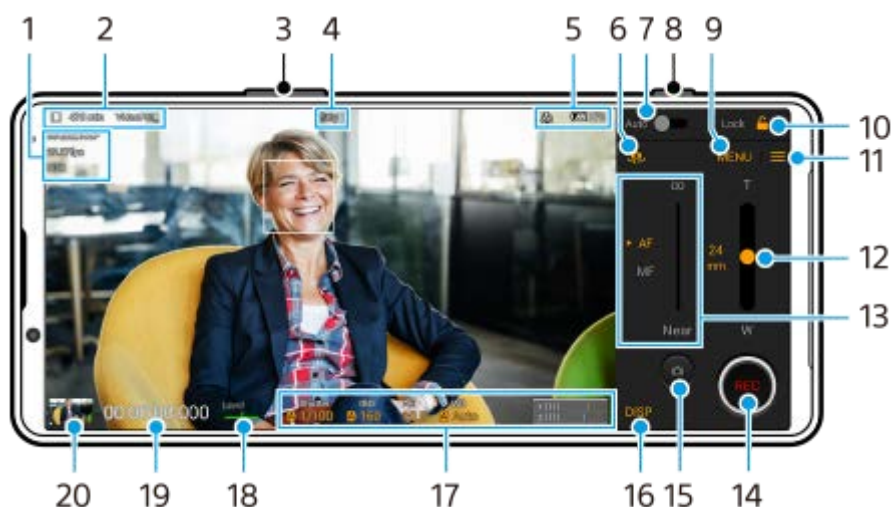 1 2 3 4 5 6 7 8 9
10
11
12
13
Auto Lock
MENU
∞ T
AF
MF
24
mm
Near W
REC
DISP
00:00:00:000
Level
1/100 160 Auto
20 19 18 17 16 15 14